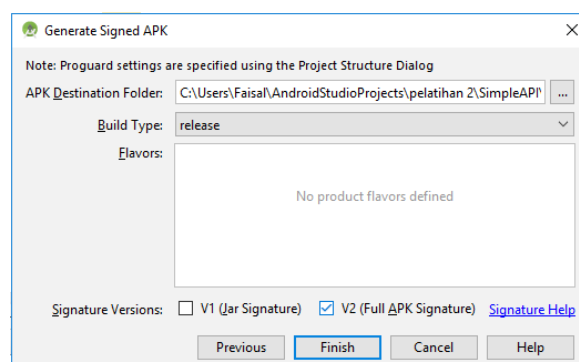 Generate Signed APK
Note: Proguard settings are specified using the Project Structure Dialog
APK Destination Folder: C:\Users\Faisal\AndroidStudioProjects\pelatihan 2\SimpleAPI\ ...
Build Type: release
Flavors:
No product flavors defined
Signature Versions: V1 (Jar Signature) V2 (Full APK Signature) Signature Help
Previous Finish Cancel Help